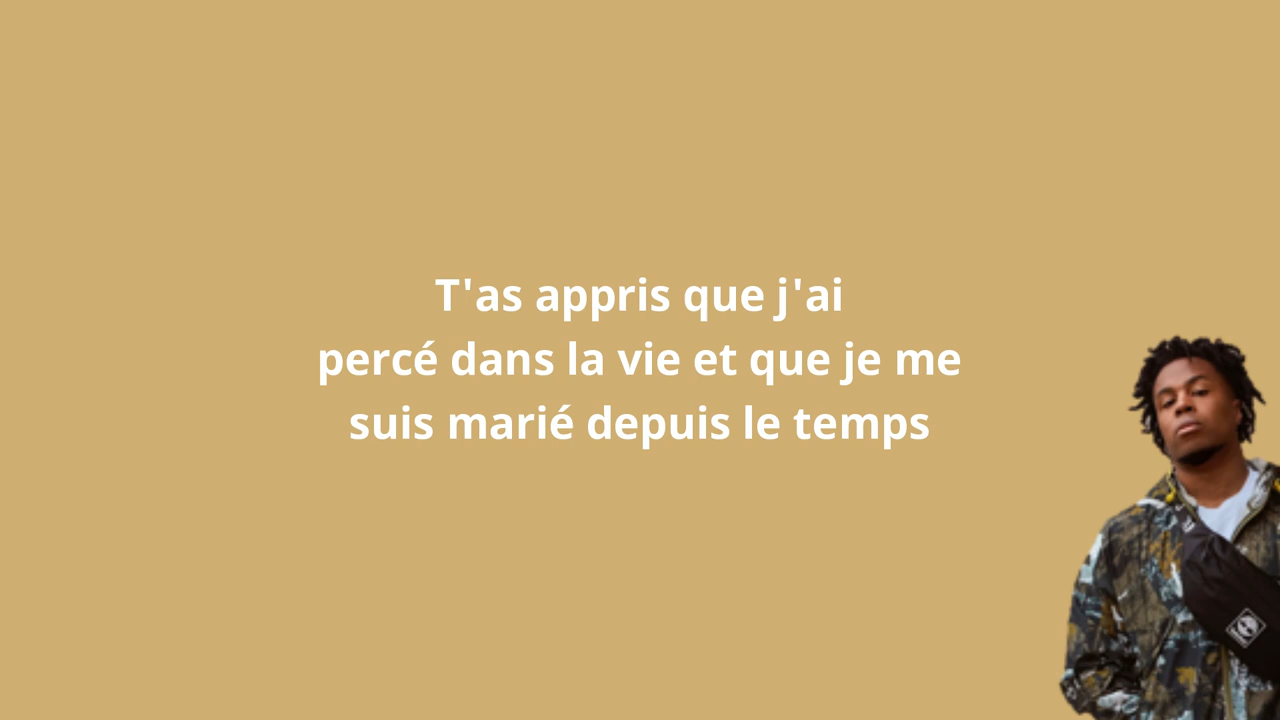 T'as appris que j'ai
percé dans la vie et que je me
suis marié depuis le temps